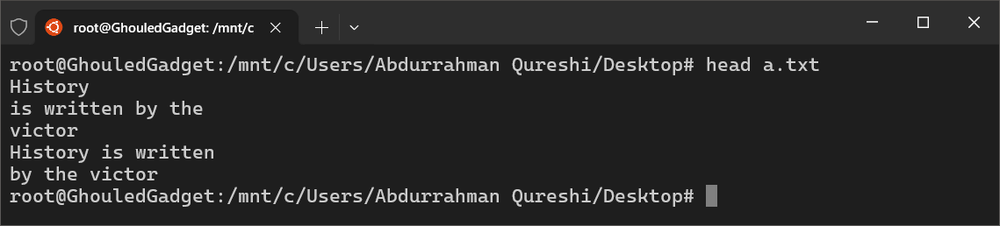 root@GhouledGadget: /mnt/c
root@GhouledGadget:/mnt/c/Users/Abdurrahman Qureshi/Desktop# head a.txt
History
is written by the
victor
History is written
by the victor
root@GhouledGadget:/mnt/c/Users/Abdurrahman Qureshi/Desktop#